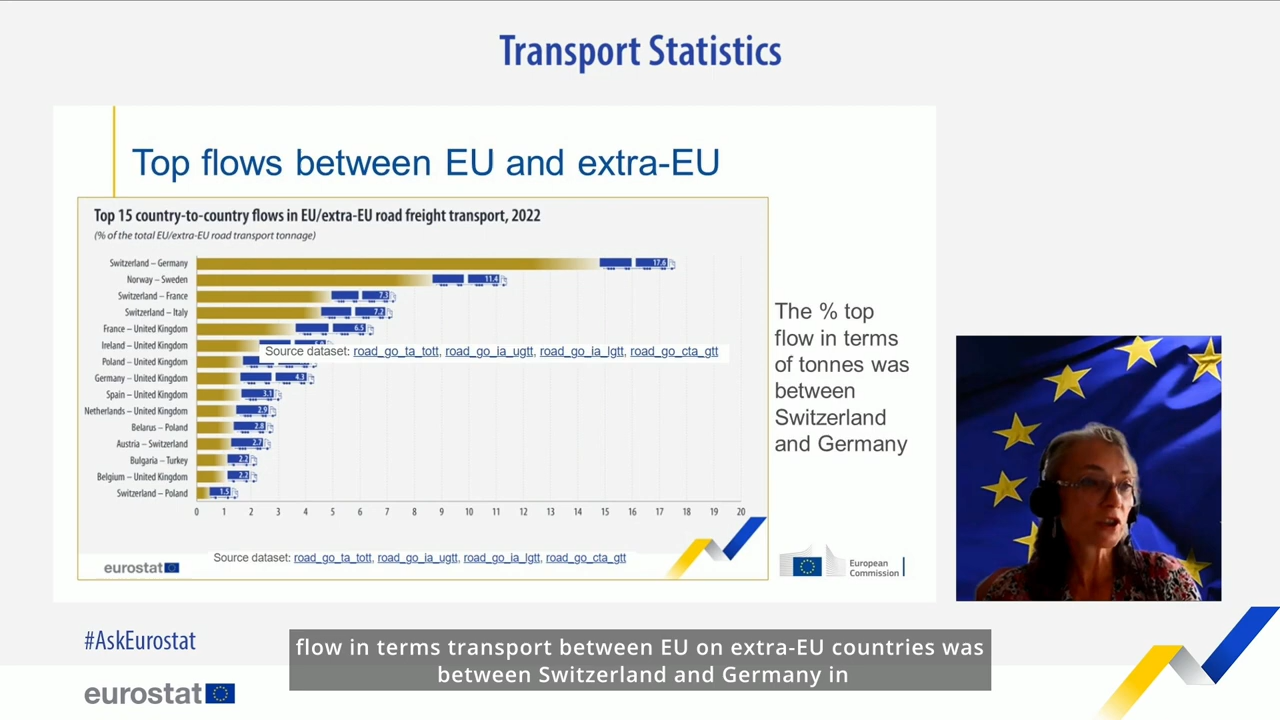 Transport Statistics
Top flows between EU and extra-EU
Top 15 country-to-country flows in EU/extra-EU road freight transport, 2022
(% of the total EU/extra-EU road transport tonnage)
Switzerland – Germany 17.6
Norway – Sweden 11.4
Switzerland – France 7.3
Switzerland – Italy 7.2
France – United Kingdom 6.5
Ireland – United Kingdom
Source dataset: road_go_ta_tott, road_go_ia_ugtt, road_go_ia_lgtt, road_go_cta_gtt
Poland – United Kingdom
Germany – United Kingdom 4.3
Spain – United Kingdom 3.1
Netherlands – United Kingdom 2.9
Belarus – Poland 2.8
Austria – Switzerland 2.7
Bulgaria – Turkey 2.2
Belgium – United Kingdom 2.2
Switzerland – Poland 1.5
0 1 2 3 4 5 6 7 8 9 10 11 12 13 14 15 16 17 18 19 20
Source dataset: road_go_ta_tott, road_go_ia_ugtt, road_go_ia_lgtt, road_go_cta_gtt
eurostat
The % top
flow in terms
of tonnes was
between
Switzerland
and Germany
European
Commission
#AskEurostat
flow in terms transport between EU on extra-EU countries was
between Switzerland and Germany in
eurostat